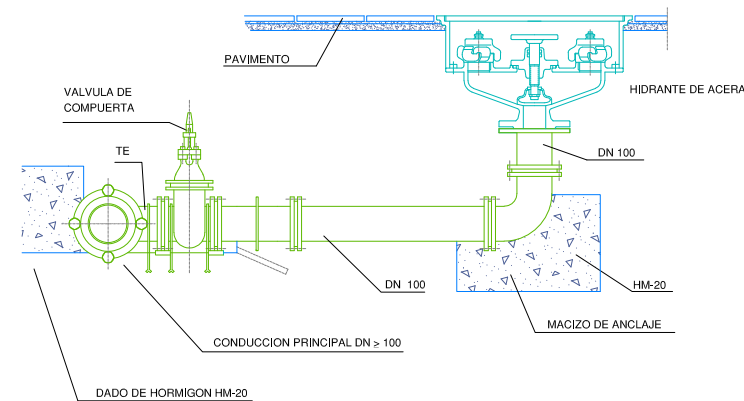 PAVIMENTO
HIDRANTE DE ACERA
VALVULA DE
COMPUERTA
TE
DN 100
DN 100
HM-20
MACIZO DE ANCLAJE
CONDUCCION PRINCIPAL DN ≥ 100
DADO DE HORMIGON HM-20